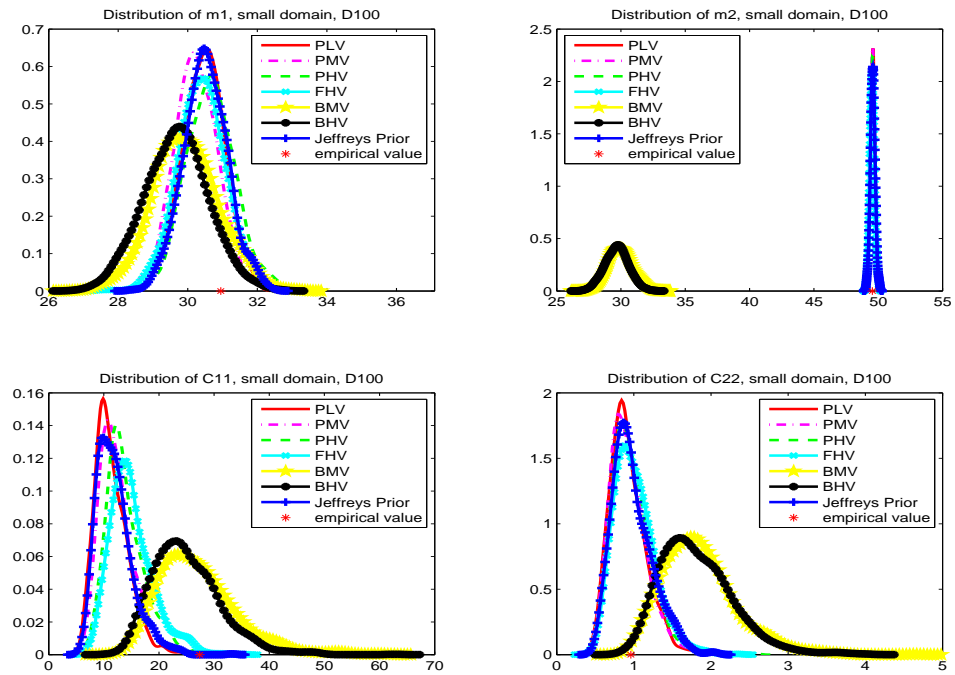 Distribution of m1, small domain, D100
0.7
0.6
0.5
0.4
0.3
0.2
0.1
0
26 28 30 32 34 36
PLV
PMV
PHV
FHV
BMV
BHV
Jeffreys Prior
empirical value
Distribution of m2, small domain, D100
2.5
2
1.5
1
0.5
0
25 30 35 40 45 50 55
PLV
PMV
PHV
FHV
BMV
BHV
Jeffreys Prior
empirical value
Distribution of C11, small domain, D100
0.16
0.14
0.12
0.1
0.08
0.06
0.04
0.02
0
0 10 20 30 40 50 60 70
PLV
PMV
PHV
FHV
BMV
BHV
Jeffreys Prior
empirical value
Distribution of C22, small domain, D100
2
1.5
1
0.5
0
0 1 2 3 4 5
PLV
PMV
PHV
FHV
BMV
BHV
Jeffreys Prior
empirical value